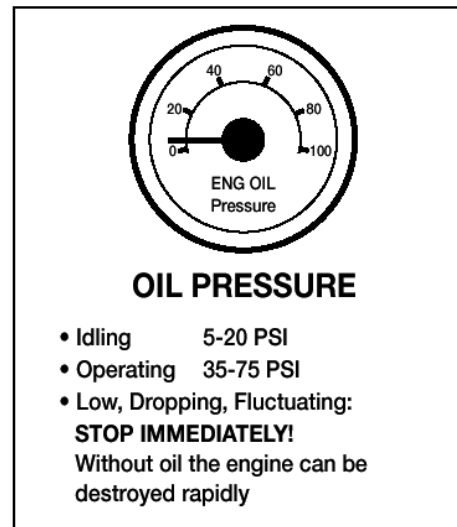 40 60
20 80
0 100
ENG OIL
Pressure
OIL PRESSURE
• Idling 5-20 PSI
• Operating 35-75 PSI
• Low, Dropping, Fluctuating:
STOP IMMEDIATELY!
Without oil the engine can be
destroyed rapidly